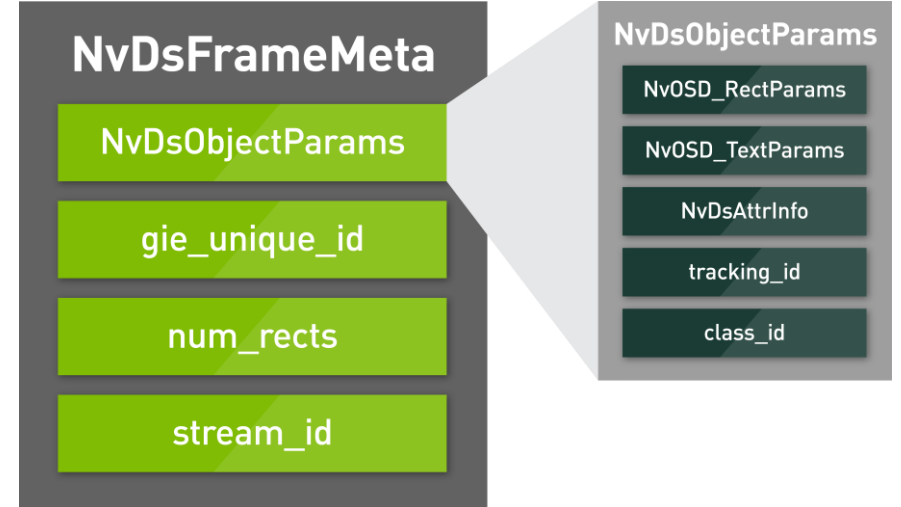 NvDsFrameMeta
NvDsObjectParams
gie_unique_id
num_rects
stream_id
NvDsObjectParams
NvOSD_RectParams
NvOSD_TextParams
NvDsAttrInfo
tracking_id
class_id